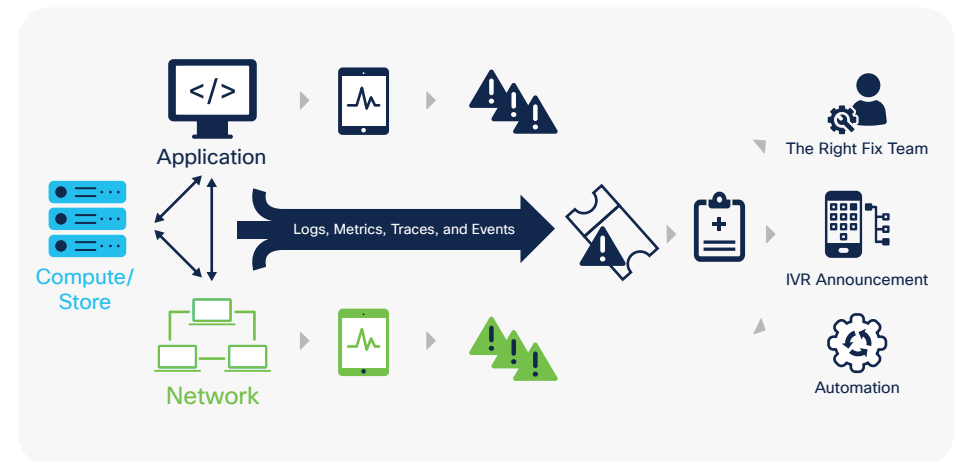 </>
Application
The Right Fix Team
Logs, Metrics, Traces, and Events
Compute/
Store
IVR Announcement
Network
Automation